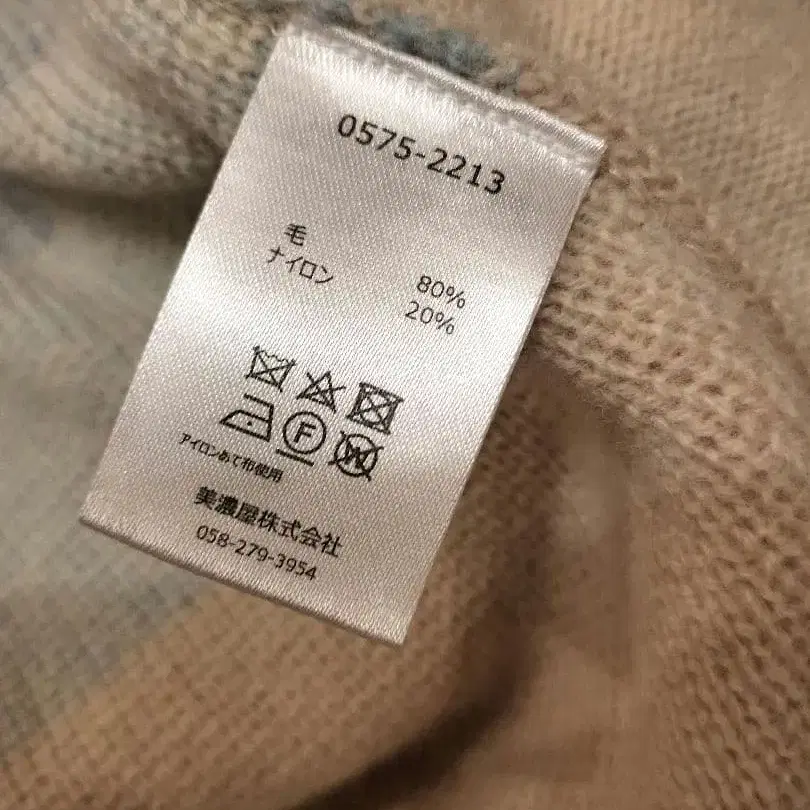 0575-2213
毛 80%
ナイロン 20%
F W
アイロンあて布使用
美濃屋株式会社
058-279-3954